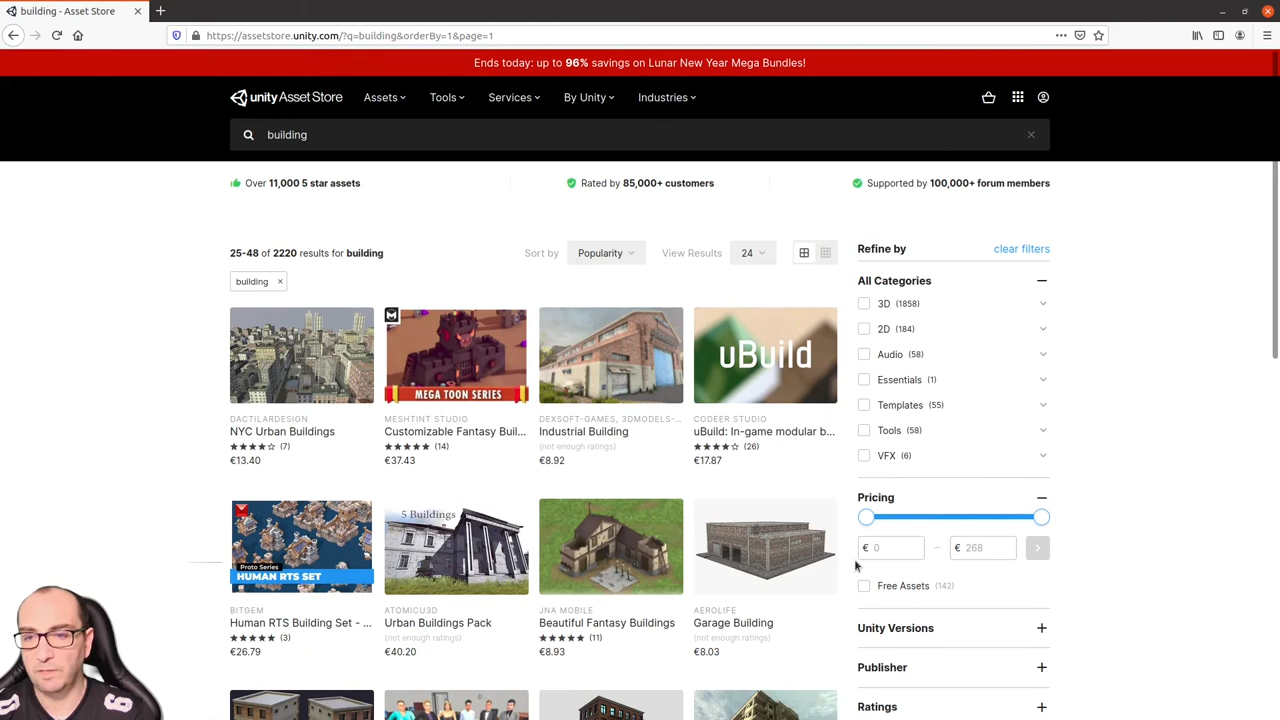 building - Asset Store
https://assetstore.unity.com/?q=building&orderBy=1&page=1
Ends today: up to 96% savings on Lunar New Year Mega Bundles!
unity Asset Store
Assets
Tools
Services
By Unity
Industries
building
Over 11,000 5 star assets
Rated by 85,000+ customers
Supported by 100,000+ forum members
25-48 of 2220 results for building
Sort by
Popularity
View Results
24
building
DACTILARDESIGN
NYC Urban Buildings
(7)
€13.40
MEGA TOON SERIES
MESHTINT STUDIO
Customizable Fantasy Buil...
(14)
€37.43
DEXSOFT-GAMES, 3DMODELS-...
Industrial Building
(not enough ratings)
€8.92
uBuild
CODEER STUDIO
uBuild: In-game modular b...
(26)
€17.87
Proto Series
HUMAN RTS SET
BITGEM
Human RTS Building Set - ...
(3)
€26.79
5 Buildings
ATOMICU3D
Urban Buildings Pack
(not enough ratings)
€40.20
JNA MOBILE
Beautiful Fantasy Buildings
(11)
€8.93
AEROLIFE
Garage Building
(not enough ratings)
€8.03
Refine by
clear filters
All Categories
3D (1858)
2D (184)
Audio (58)
Essentials (1)
Templates (55)
Tools (58)
VFX (6)
Pricing
€ 0
€ 268
Free Assets (142)
Unity Versions
Publisher
Ratings